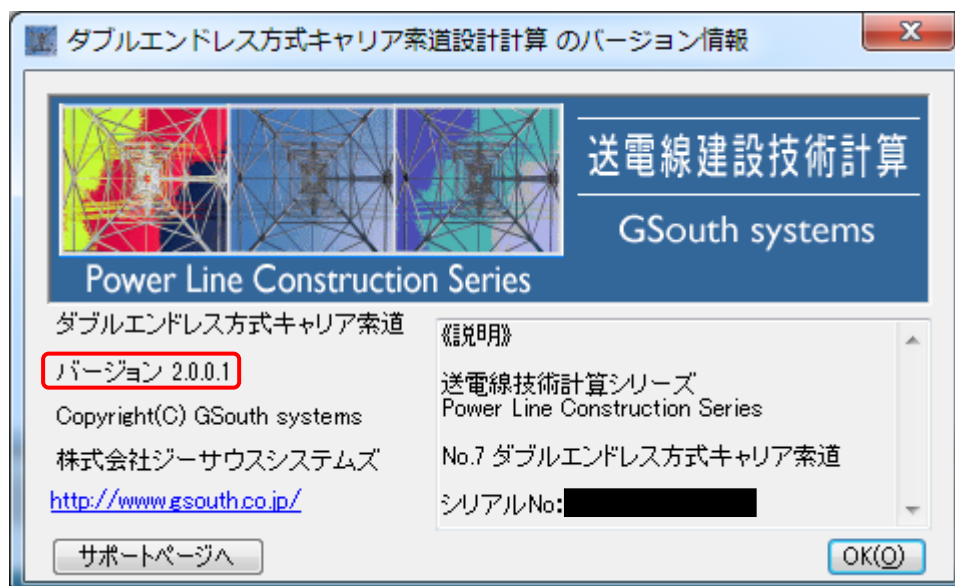 ダブルエンドレス方式キャリア索道設計計算 のバージョン情報
送電線建設技術計算
GSouth systems
Power Line Construction Series
ダブルエンドレス方式キャリア索道
バージョン 2.0.0.1
Copyright(C) GSouth systems
株式会社ジーサウスシステムズ
http://www.gsouth.co.jp/
サポートページへ
《説明》
送電線技術計算シリーズ
Power Line Construction Series
No.7 ダブルエンドレス方式キャリア索道
シリアルNo:
OK(O)